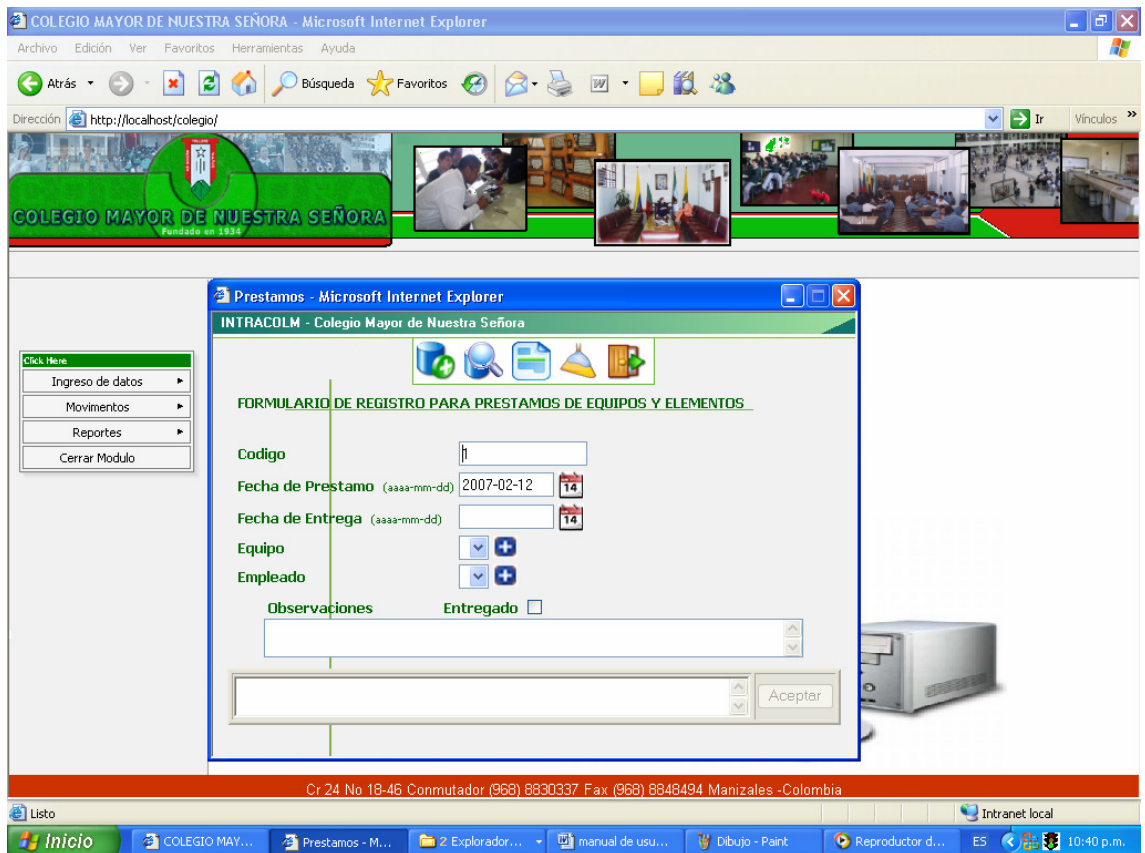 COLEGIO MAYOR DE NUESTRA SEÑORA - Microsoft Internet Explorer
Archivo Edición Ver Favoritos Herramientas Ayuda
Atrás Búsqueda Favoritos
Dirección http://localhost/colegio/ Ir Vínculos »
COLEGIO MAYOR DE NUESTRA SEÑORA
Fundado en 1934
Prestamos - Microsoft Internet Explorer
INTRACOLM - Colegio Mayor de Nuestra Señora
Click Here
Ingreso de datos
Movimentos
Reportes
Cerrar Modulo
FORMULARIO DE REGISTRO PARA PRESTAMOS DE EQUIPOS Y ELEMENTOS
Codigo 1
Fecha de Prestamo (aaaa-mm-dd) 2007-02-12 14
Fecha de Entrega (aaaa-mm-dd) 14
Equipo
Empleado
Observaciones Entregado
Aceptar
Cr 24 No 18-46 Conmutador (968) 8830337 Fax (968) 8848494 Manizales -Colombia
Listo Intranet local
Inicio COLEGIO MAY... Prestamos - M... 2 Explorador... manual de usu... Dibujo - Paint Reproductor d... ES 10:40 p.m.